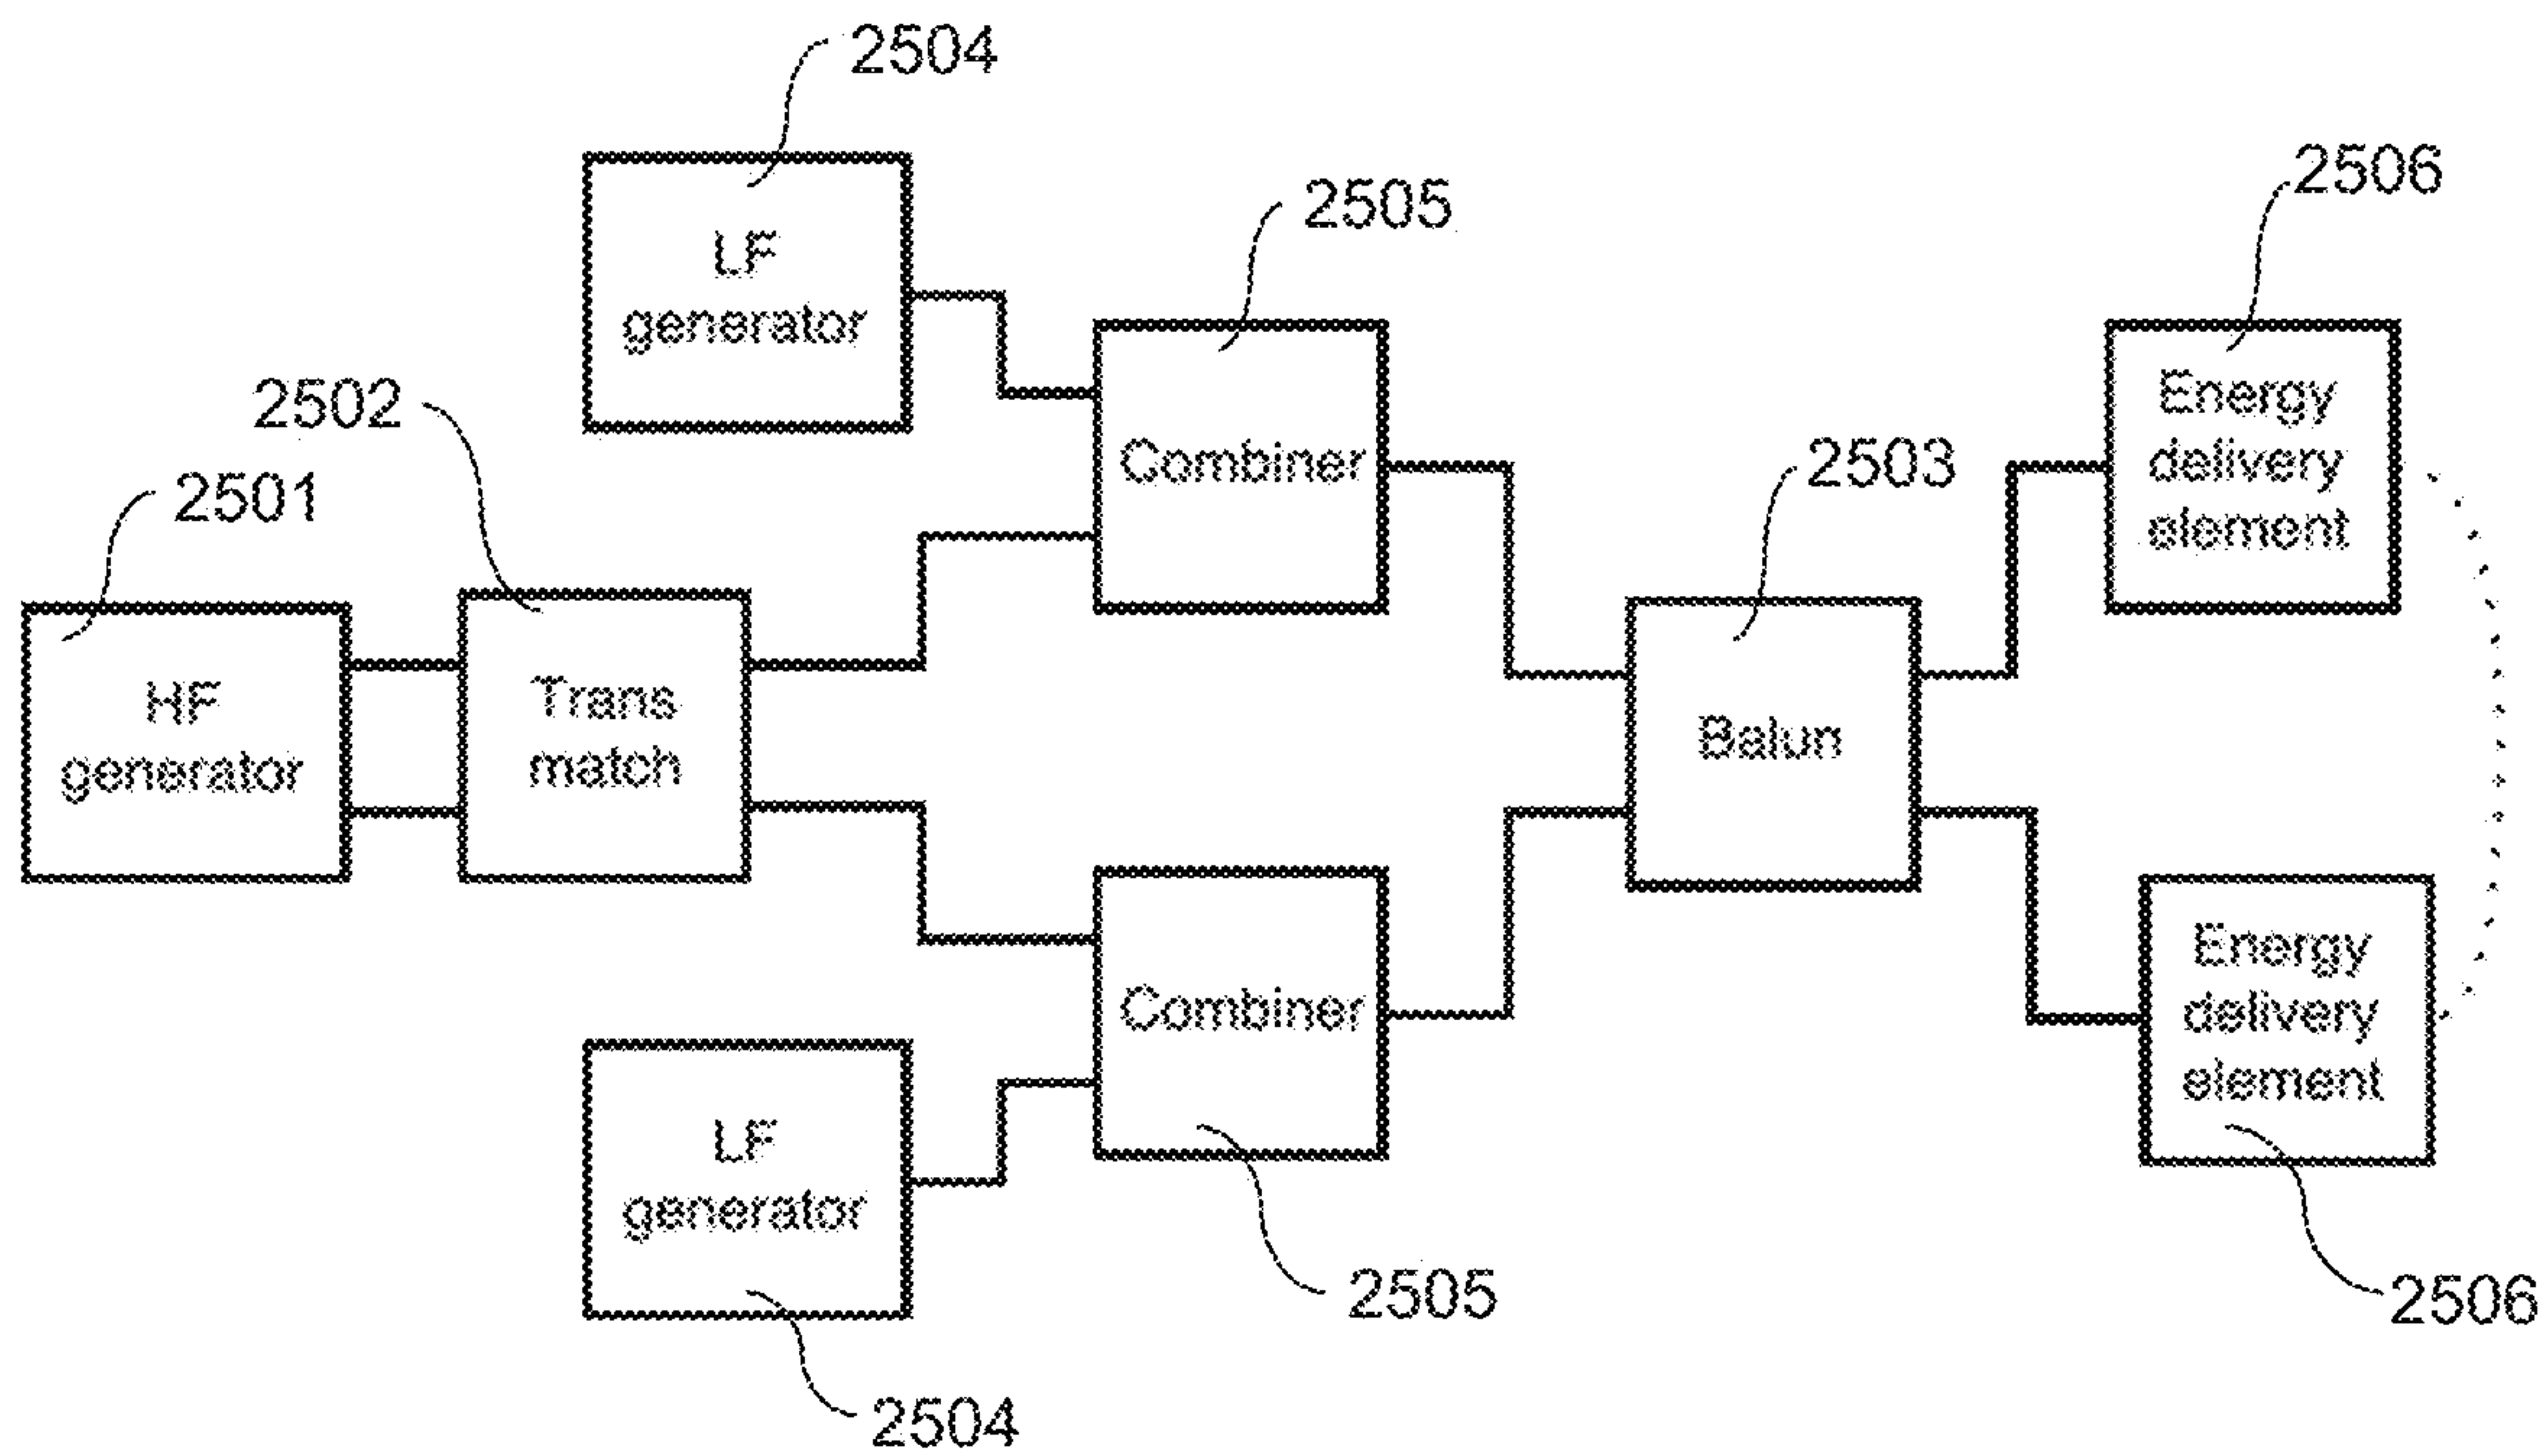 2504
2506
2505
LF
generator
2502
Energy
delivery
element
Combiner
2503
2501
HF
generator
Trans
match
Balun
Energy
delivery
element
Combiner
LF
generator
2505
2506
2504